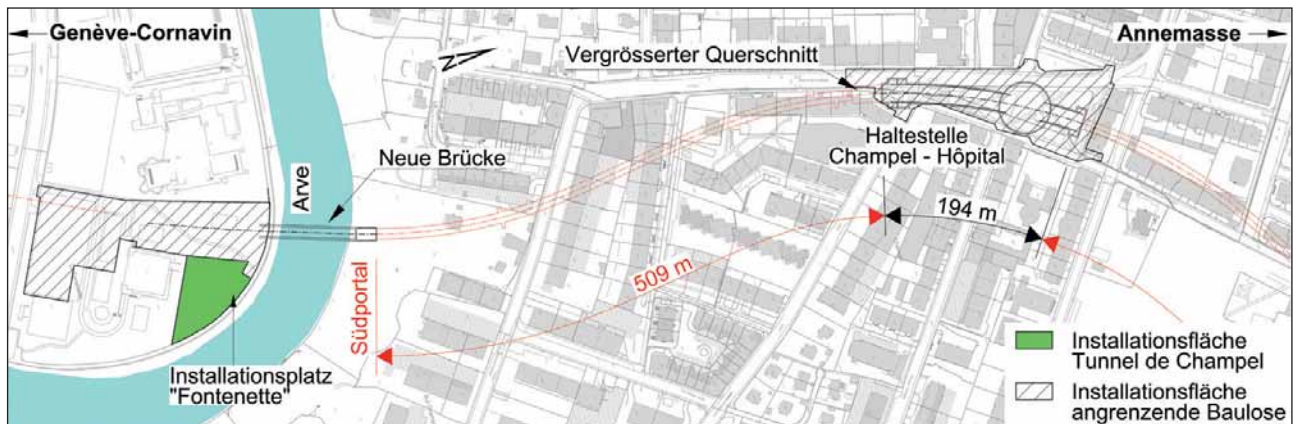 Genève-Cornavin
Annemasse
N
Vergrösserter Querschnitt
Haltestelle
Champel - Hôpital
Neue Brücke
Arve
194 m
509 m
Südportal
Installationsplatz
"Fontenette"
Installationsfläche
Tunnel de Champel
Installationsfläche
angrenzende Baulose